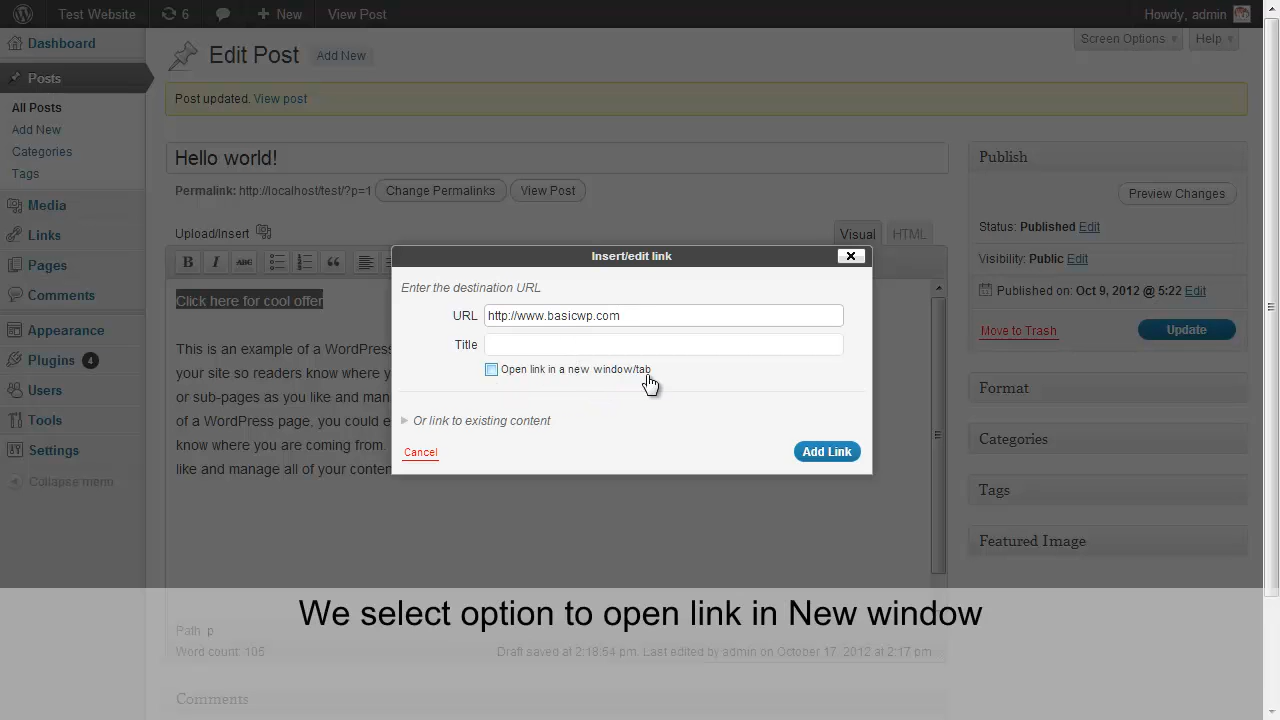 Test Website 6 New View Post Howdy, admin
Dashboard
Posts
All Posts
Add New
Categories
Tags
Media
Links
Pages
Comments
Appearance
Plugins 4
Users
Tools
Settings
Collapse menu
Screen Options Help
Edit Post Add New
Post updated. View post
Hello world!
Permalink: http://localhost/test/?p=1 Change Permalinks View Post
Upload/Insert Visual HTML
B I ABC
Click here for cool offer
This is an example of a WordPress
your site so readers know where y
or sub-pages as you like and man
of a WordPress page, you could e
know where you are coming from.
like and manage all of your conten
Insert/edit link
Enter the destination URL
URL http://www.basicwp.com
Title
Open link in a new window/tab
Or link to existing content
Cancel Add Link
Publish
Preview Changes
Status: Published Edit
Visibility: Public Edit
Published on: Oct 9, 2012 @ 5:22 Edit
Move to Trash Update
Format
Categories
Tags
Featured Image
We select option to open link in New window
Path: p
Word count: 105 Draft saved at 2:18:54 pm. Last edited by admin on October 17, 2012 at 2:17 pm
Comments